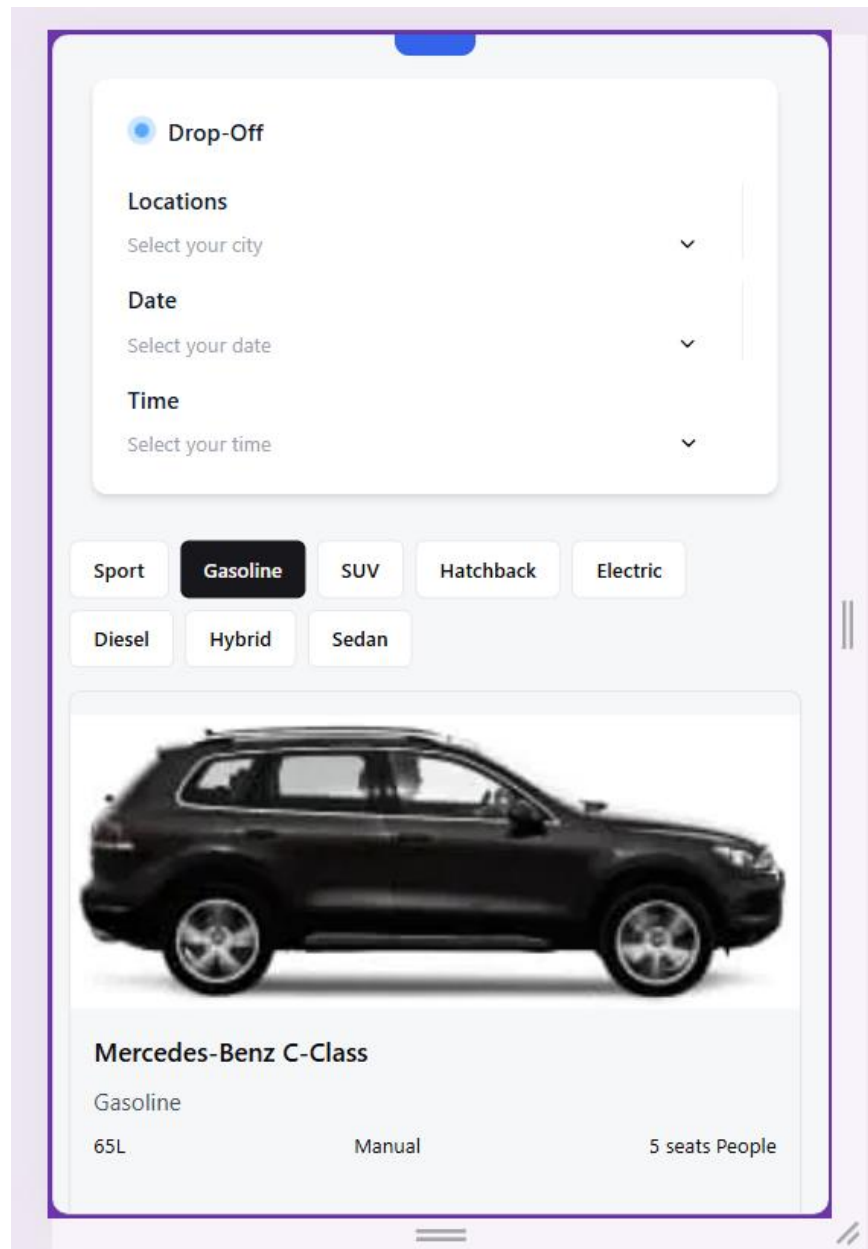 Drop-Off
Locations
Select your city
Date
Select your date
Time
Select your time
Sport Gasoline SUV Hatchback Electric
Diesel Hybrid Sedan
Mercedes-Benz C-Class
Gasoline
65L Manual 5 seats People